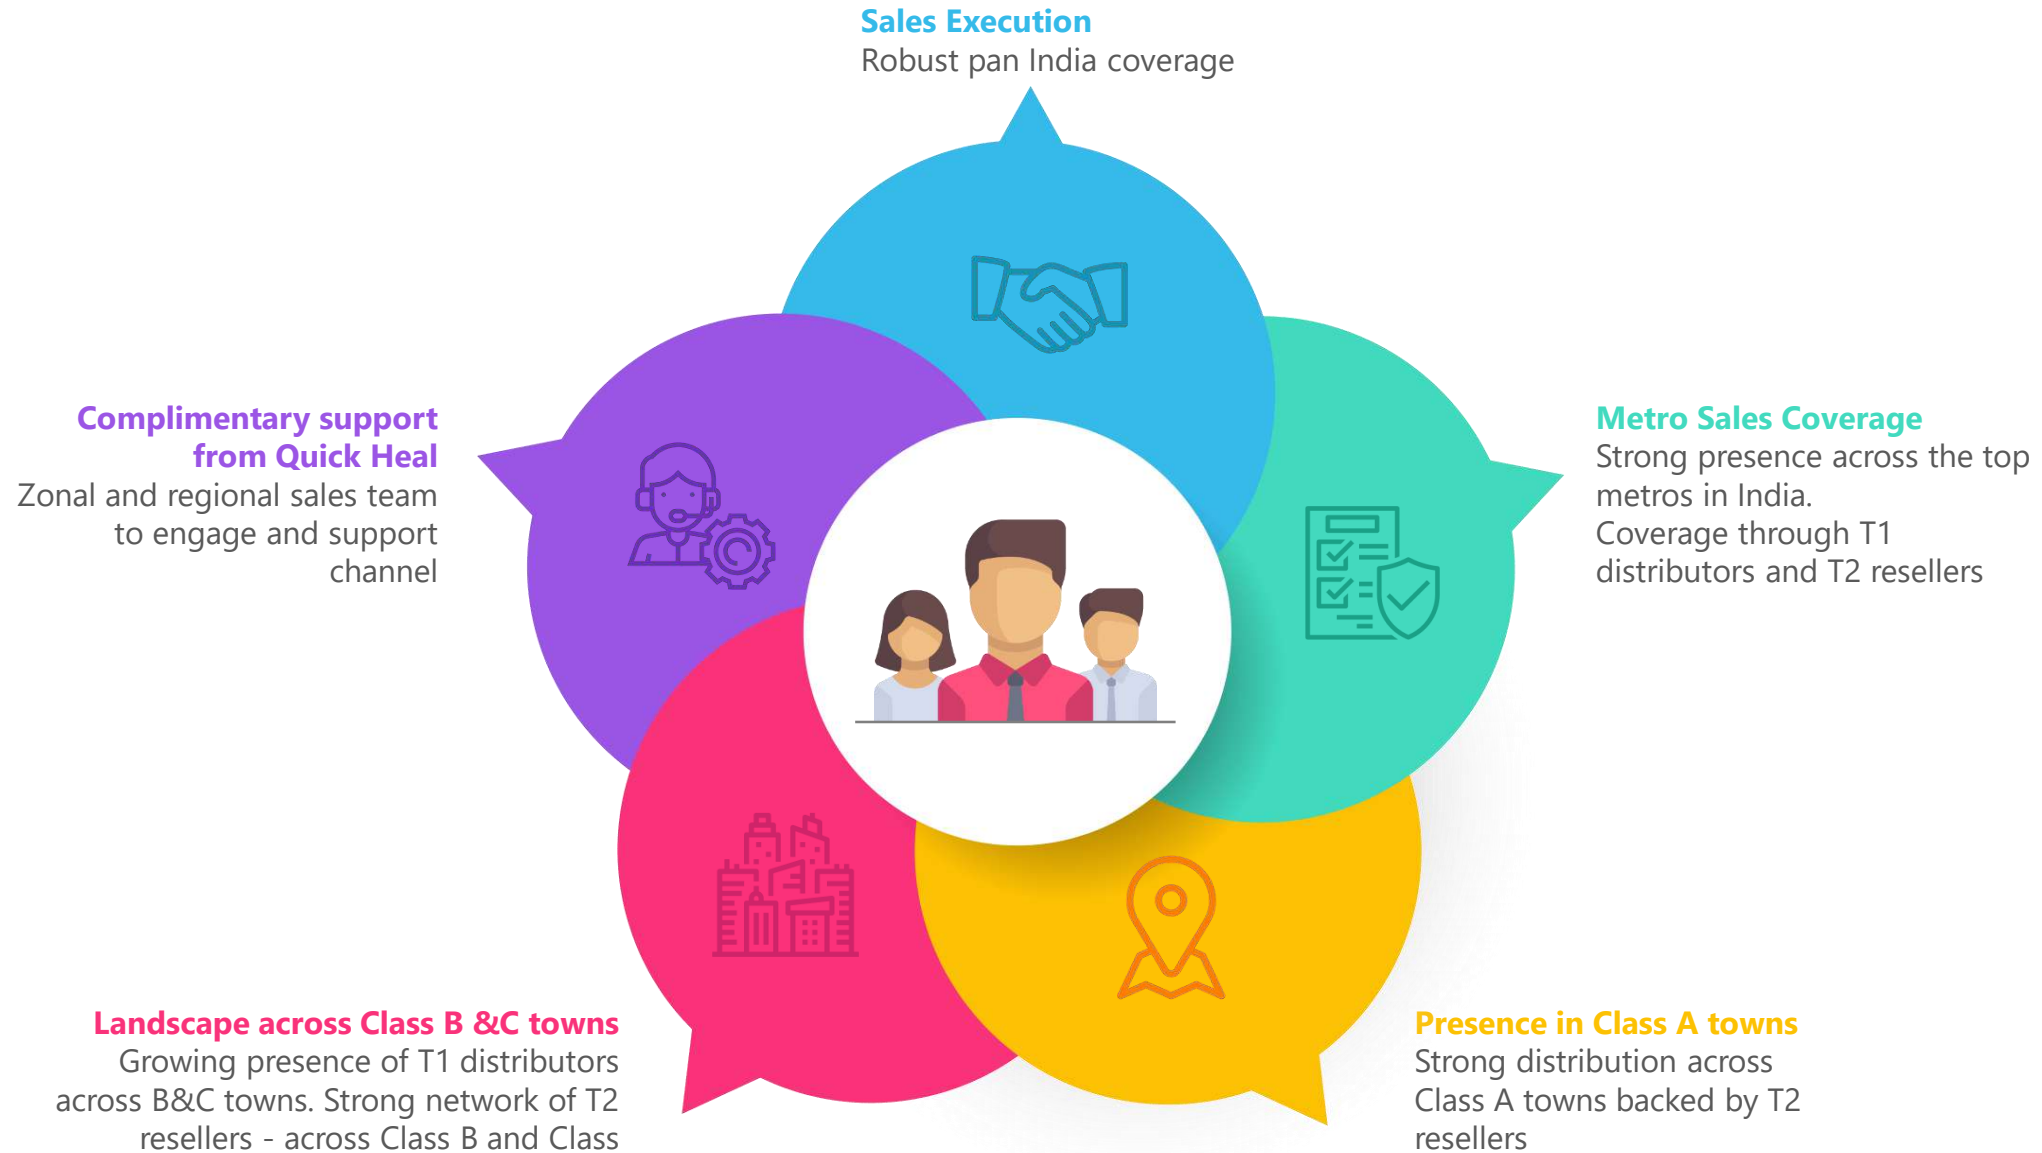 Sales Execution
Robust pan India coverage
Complimentary support
from Quick Heal
Zonal and regional sales team
to engage and support
channel
Metro Sales Coverage
Strong presence across the top
metros in India.
Coverage through T1
distributors and T2 resellers
Landscape across Class B &C towns
Growing presence of T1 distributors
across B&C towns. Strong network of T2
resellers - across Class B and Class
Presence in Class A towns
Strong distribution across
Class A towns backed by T2
resellers